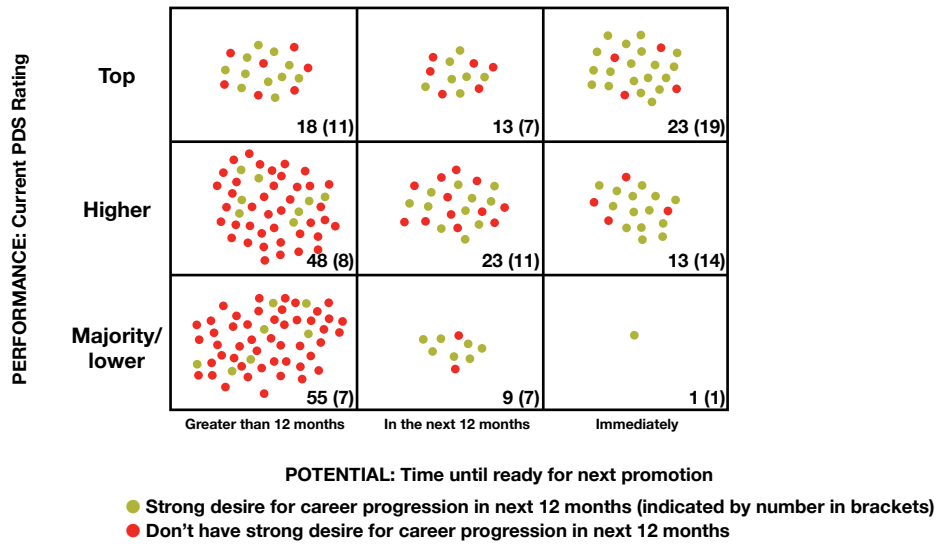 PERFORMANCE: Current PDS Rating
Top
18 (11)
13 (7)
23 (19)
Higher
48 (8)
23 (11)
13 (14)
Majority/
lower
55 (7)
9 (7)
1 (1)
Greater than 12 months
In the next 12 months
Immediately
POTENTIAL: Time until ready for next promotion
Strong desire for career progression in next 12 months (indicated by number in brackets)
Don't have strong desire for career progression in next 12 months